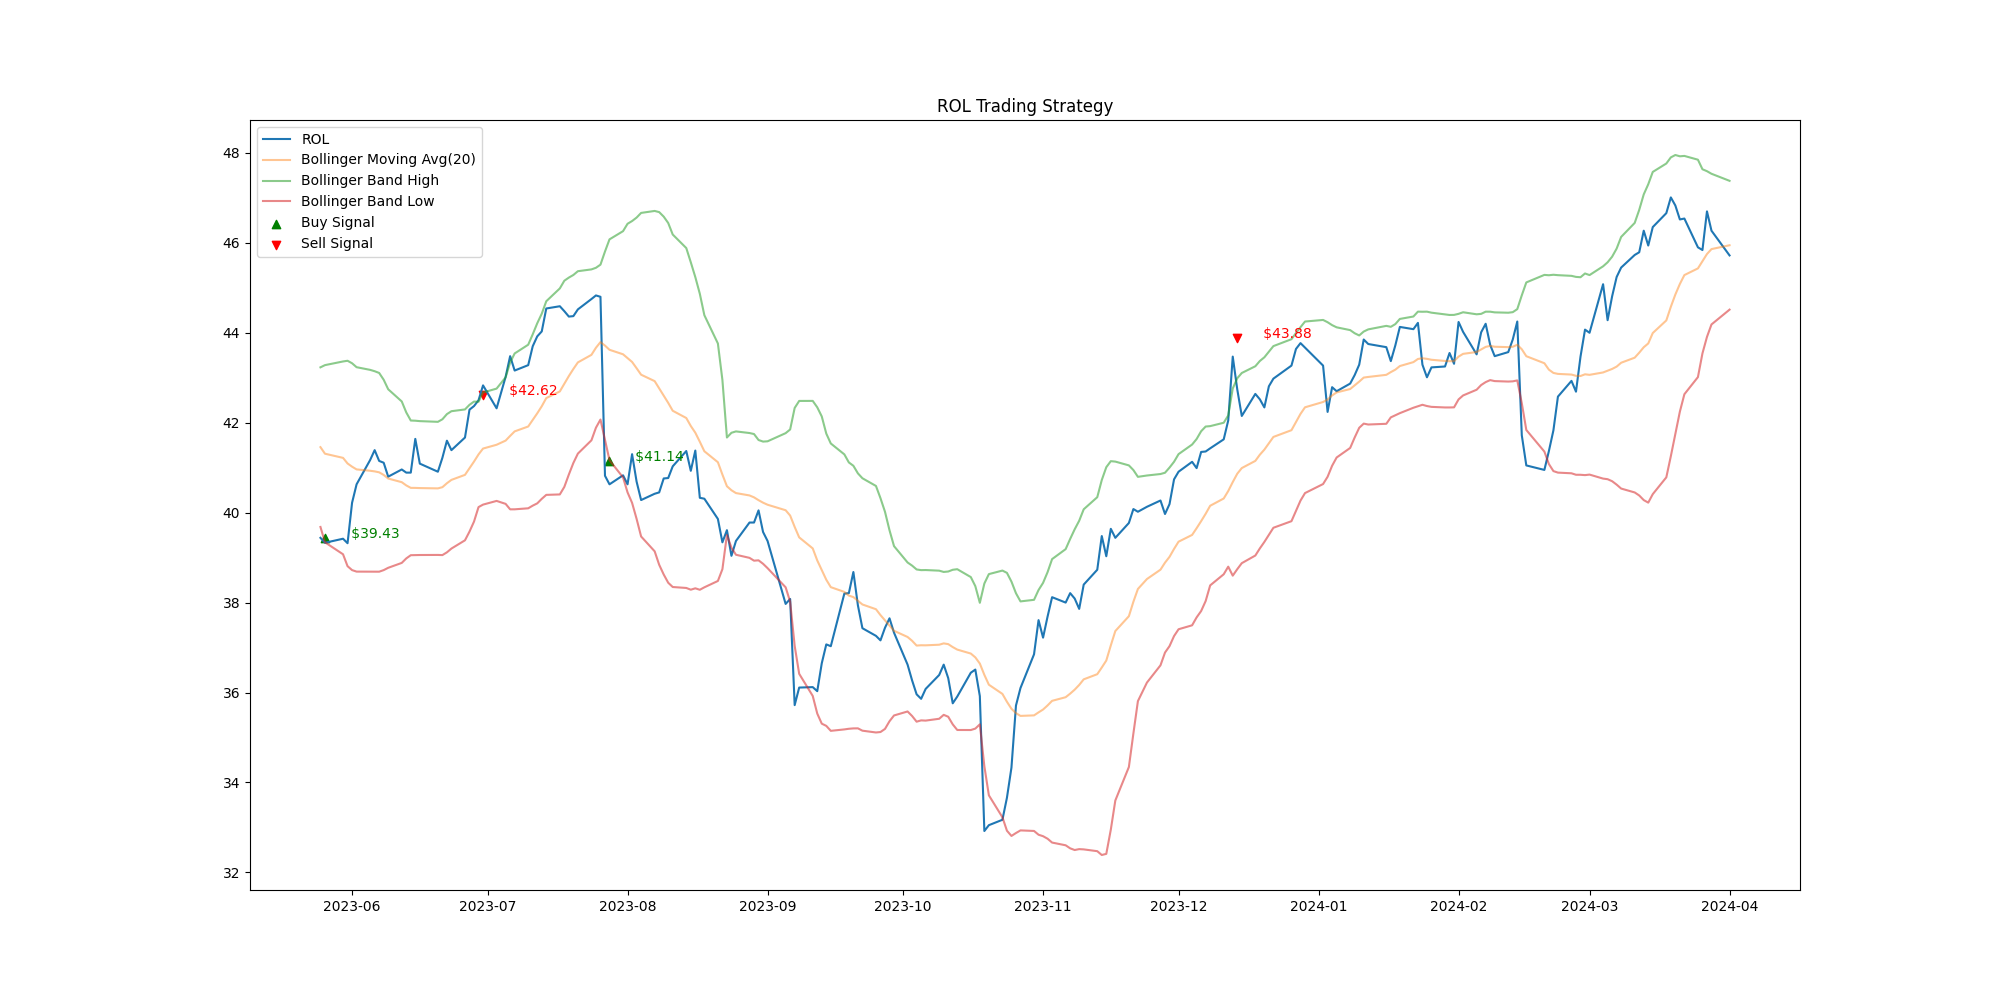 ROL Trading Strategy
ROL
Bollinger Moving Avg(20)
Bollinger Band High
Bollinger Band Low
Buy Signal
Sell Signal
48
46
44
42
40
38
36
34
32
$43.88
$42.62
$41.14
$39.43
2023-06 2023-07 2023-08 2023-09 2023-10 2023-11 2023-12 2024-01 2024-02 2024-03 2024-04